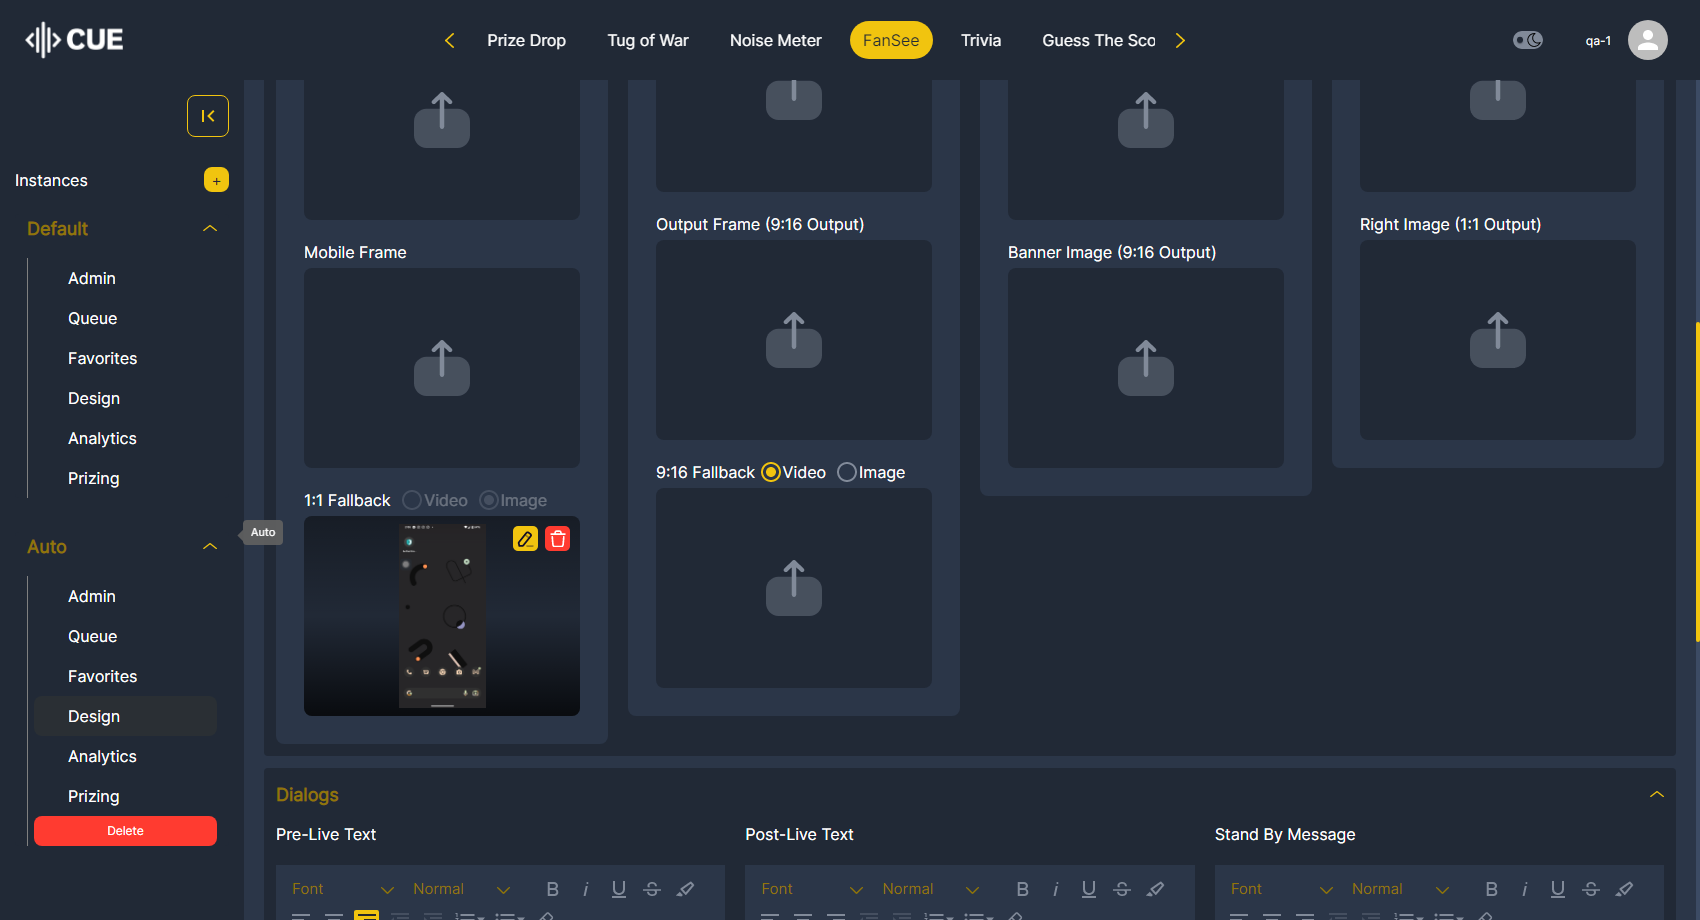 CUE
Prize Drop
Tug of War
Noise Meter
FanSee
Trivia
Guess The Sco
qa-1
Instances
+
Default
Admin
Queue
Favorites
Design
Analytics
Prizing
Auto
Auto
Admin
Queue
Favorites
Design
Analytics
Prizing
Delete
Mobile Frame
1:1 Fallback Video Image
Output Frame (9:16 Output)
9:16 Fallback Video Image
Banner Image (9:16 Output)
Right Image (1:1 Output)
Dialogs
Pre-Live Text
Font Normal B i U S
Post-Live Text
Font Normal B i U S
Stand By Message
Font Normal B i U S